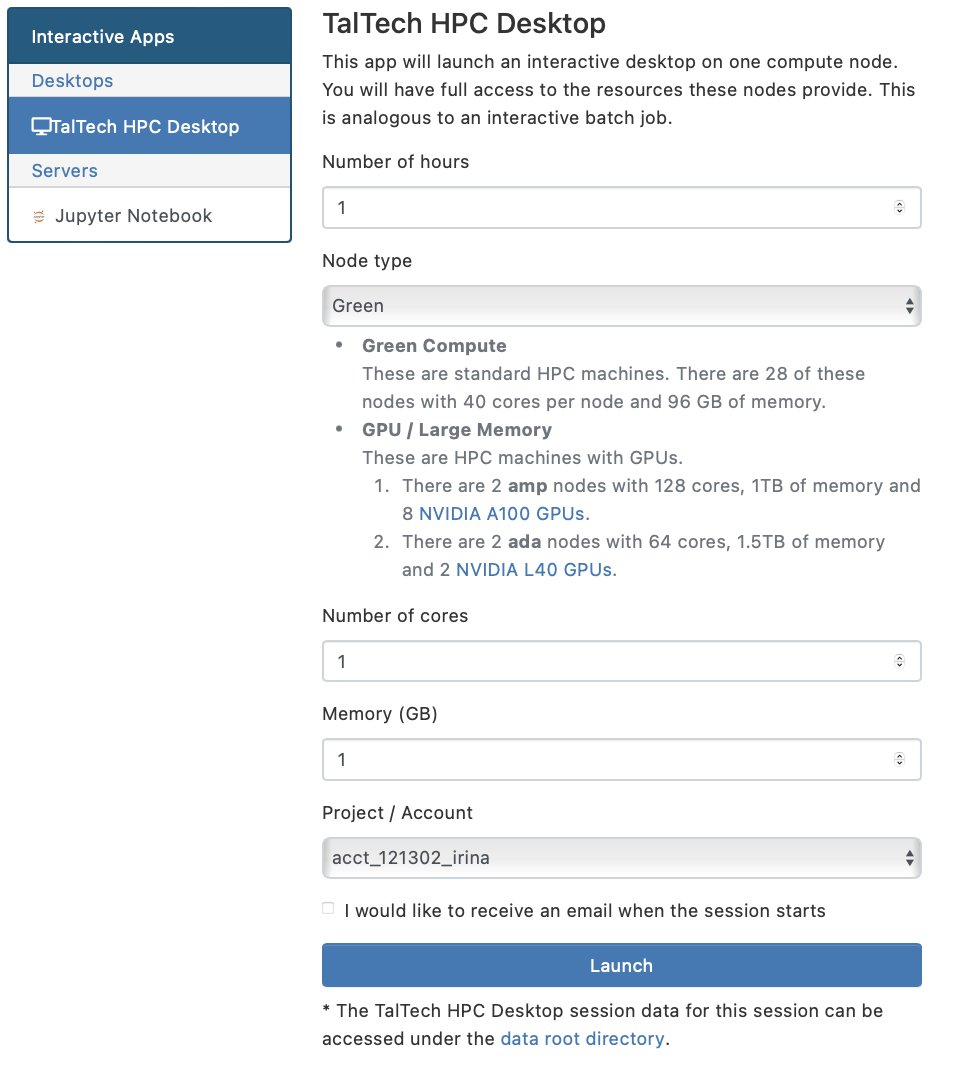 Interactive Apps
Desktops
TalTech HPC Desktop
Servers
Jupyter Notebook
TalTech HPC Desktop
This app will launch an interactive desktop on one compute node.
You will have full access to the resources these nodes provide. This
is analogous to an interactive batch job.
Number of hours
1
Node type
Green
• Green Compute
These are standard HPC machines. There are 28 of these
nodes with 40 cores per node and 96 GB of memory.
• GPU / Large Memory
These are HPC machines with GPUs.
1. There are 2 amp nodes with 128 cores, 1TB of memory and
8 NVIDIA A100 GPUs.
2. There are 2 ada nodes with 64 cores, 1.5TB of memory
and 2 NVIDIA L40 GPUs.
Number of cores
1
Memory (GB)
1
Project / Account
acct_121302_irina
I would like to receive an email when the session starts
Launch
* The TalTech HPC Desktop session data for this session can be
accessed under the data root directory.